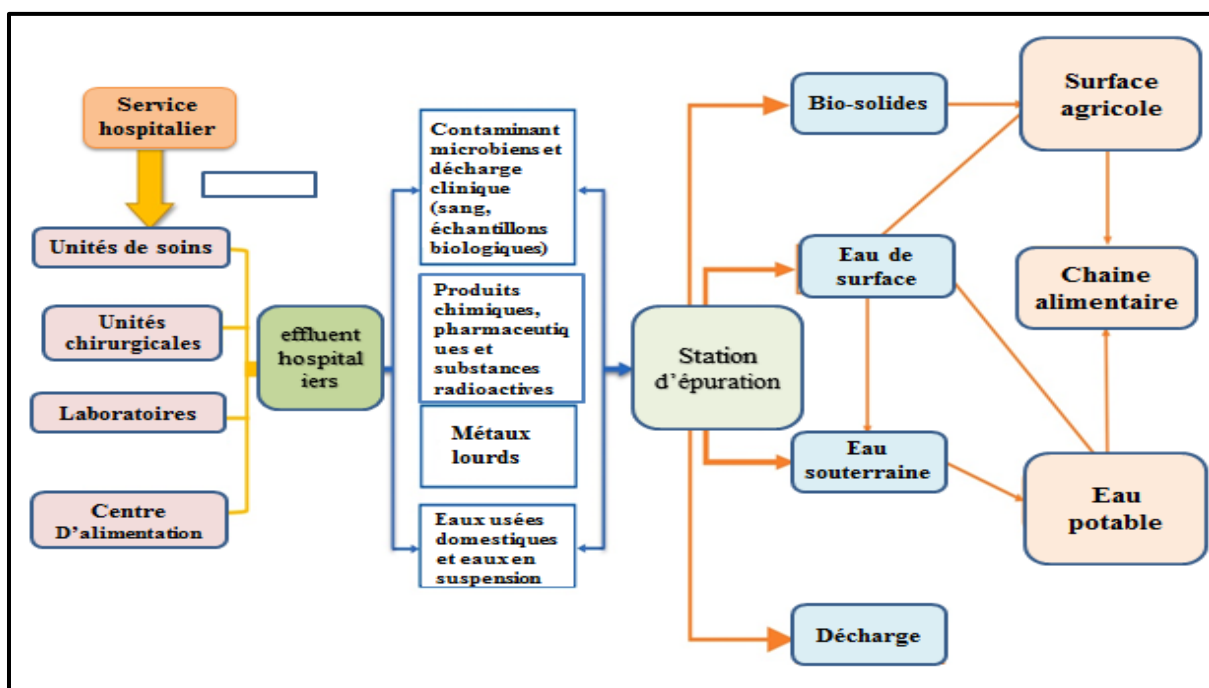 Service
hospitalier
Unités de soins
Unités
chirurgicales
Laboratoires
Centre
D'alimentation
effluent
hospital
iers
Contaminant
microbiens et
décharge
clinique
(sang,
échantillons
biologiques)
Produits
chimiques,
pharmaceutiq
ues et
substances
radioactives
Métaux
lourds
Eaux usées
domestiques
et eaux en
suspension
Station
d'épuration
Bio-solides
Eau de
surface
Eau
souterraine
Décharge
Surface
agricole
Chaine
alimentaire
Eau
potable